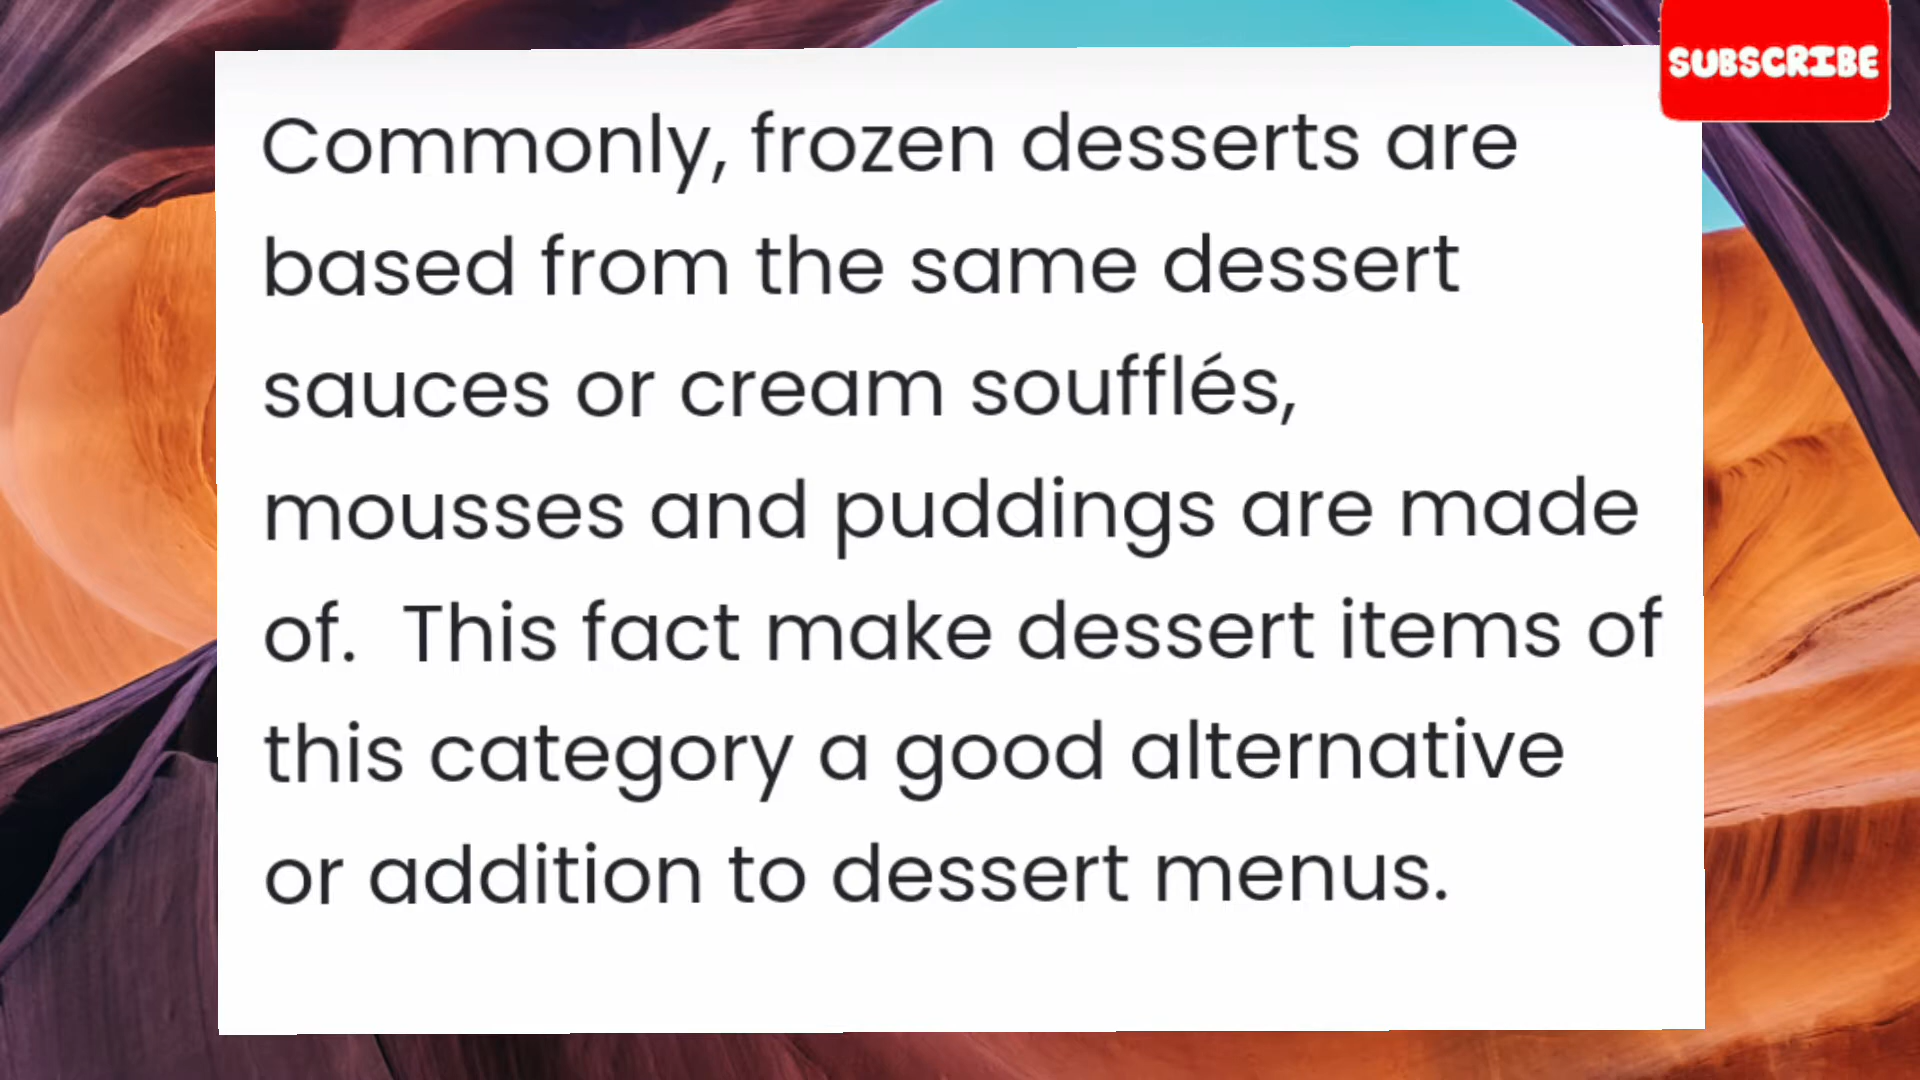 SUBSCRIBE
Commonly, frozen desserts are
based from the same dessert
sauces or cream soufflés,
mousses and puddings are made
of.  This fact make dessert items of
this category a good alternative
or addition to dessert menus.